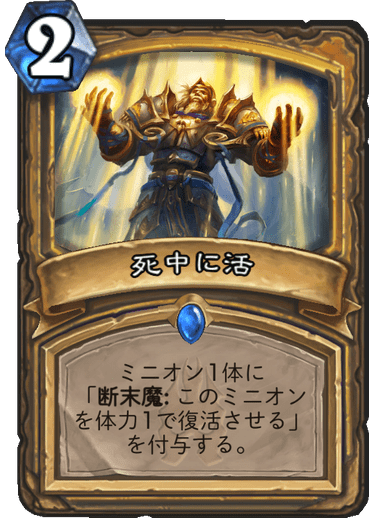 2
死中に活
ミニオン1体に
「断末魔: このミニオン
を体力1で復活させる」
を付与する。